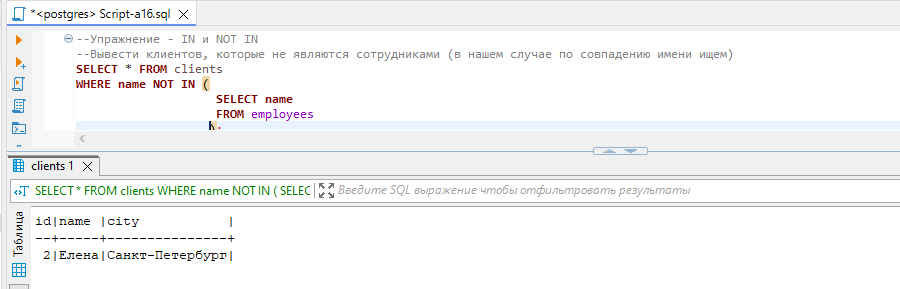 *<postgres> Script-a16.sql
--Упражнение - IN и NOT IN
--Вывести клиентов, которые не являются сотрудниками (в нашем случае по совпадению имени ищем)
SELECT * FROM clients
WHERE name NOT IN (
SELECT name
FROM employees
);
clients 1
SELECT * FROM clients WHERE name NOT IN ( SELEC
Введите SQL выражение чтобы отфильтровать результаты
Таблица
id|name |city           |
--+-----+---------------+
 2|Елена|Санкт-Петербург|